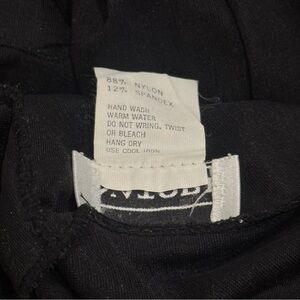 88% NYLON
12% SPANDEX
HAND WASH
WARM WATER
DO NOT WRING, TWIST
OR BLEACH
HANG DRY
USE COOL IRON